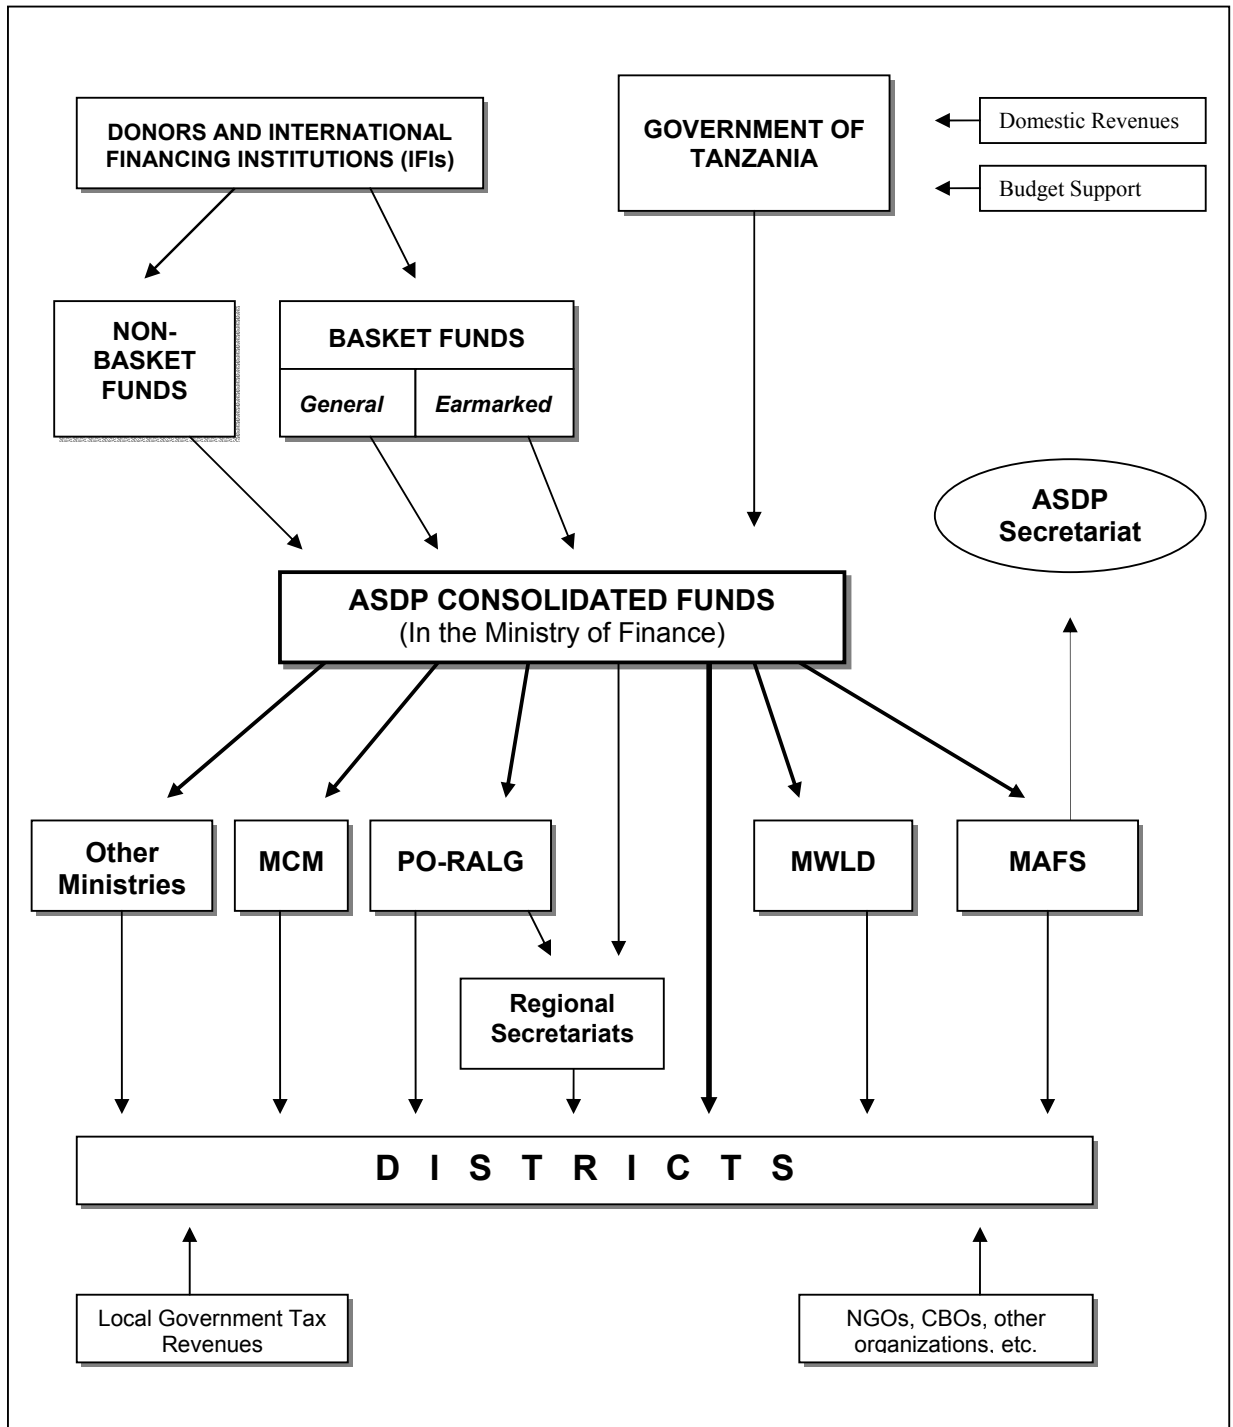 DONORS AND INTERNATIONAL
FINANCING INSTITUTIONS (IFIs)
GOVERNMENT OF
TANZANIA
Domestic Revenues
Budget Support
NON-
BASKET
FUNDS
BASKET FUNDS
General
Earmarked
ASDP
Secretariat
ASDP CONSOLIDATED FUNDS
(In the Ministry of Finance)
Other
Ministries
MCM
PO-RALG
MWLD
MAFS
Regional
Secretariats
D I S T R I C T S
Local Government Tax
Revenues
NGOs, CBOs, other
organizations, etc.